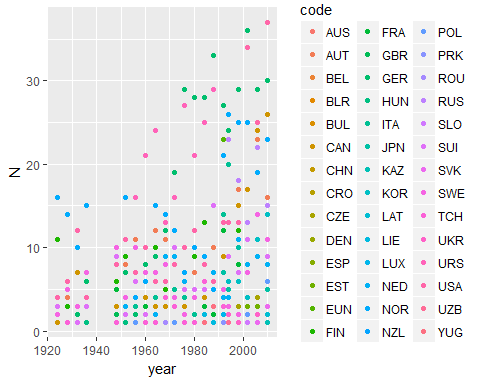 code
AUS FRA POL
AUT GBR PRK
BEL GER ROU
BLR HUN RUS
BUL ITA SLO
CAN JPN SUI
CHN KAZ SVK
CRO KOR SWE
CZE LAT TCH
DEN LIE UKR
ESP LUX URS
EST NED USA
EUN NOR UZB
FIN NZL YUG
N
30
20
10
0
1920 1940 1960 1980 2000
year